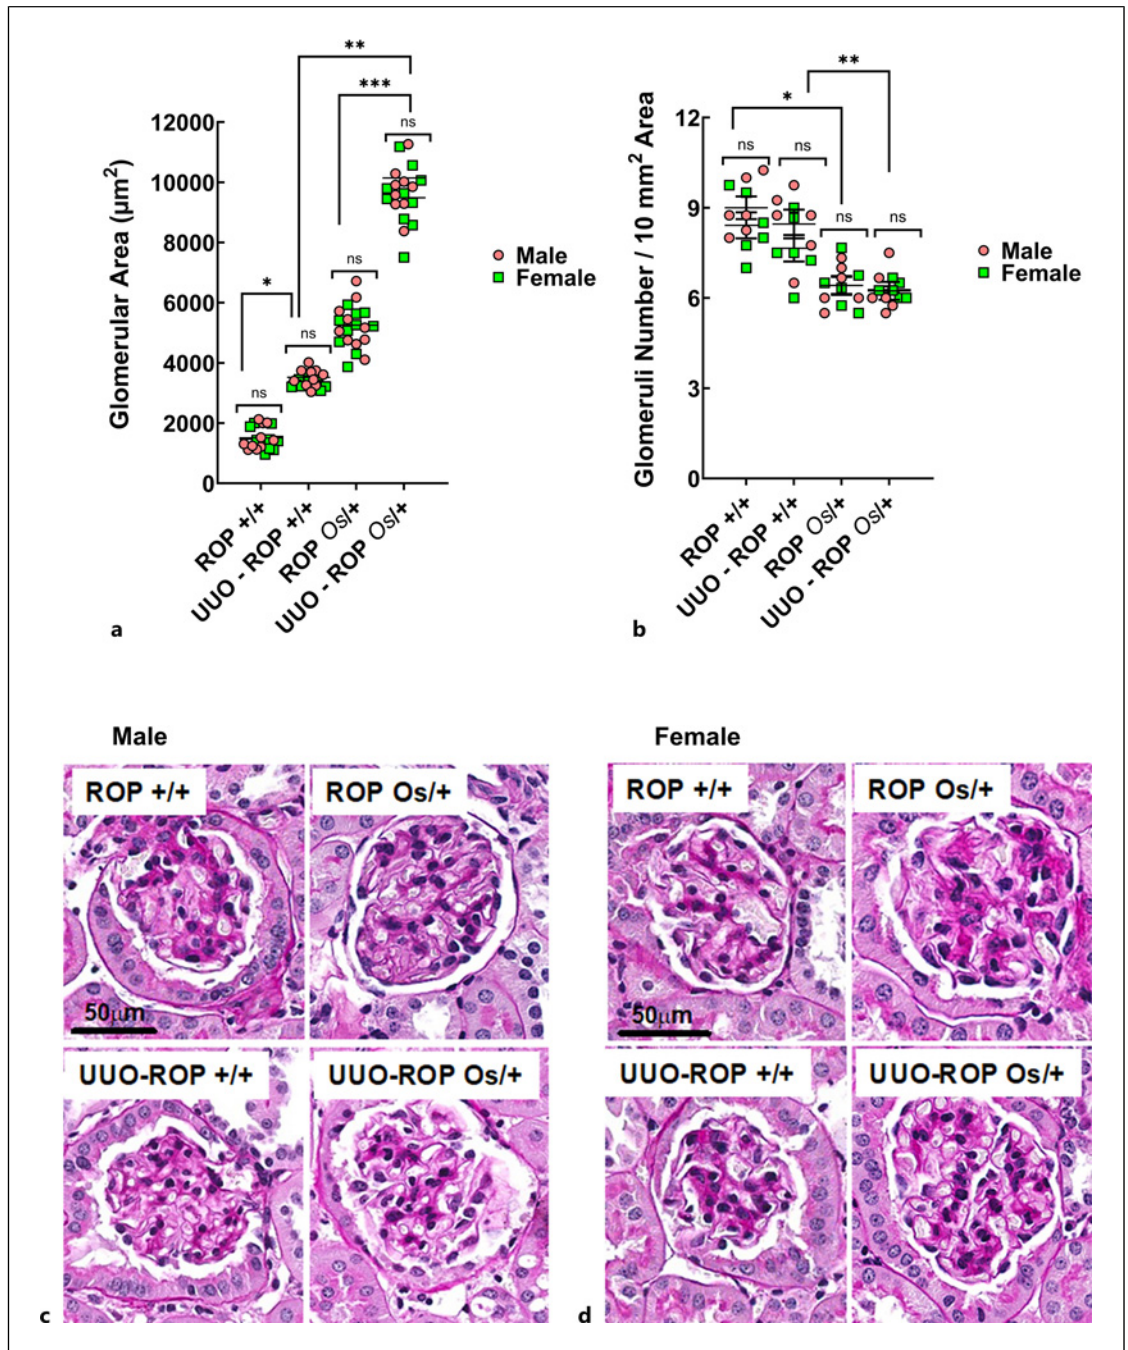 **
***
ns
*
ns
ns
ns
Glomerular Area (µm²)
12000
10000
8000
6000
4000
2000
0
Male
Female
ROP +/+
UUO - ROP +/+
ROP Os/+
UUO - ROP Os/+
a
**
*
ns
ns
ns
ns
Glomeruli Number / 10 mm² Area
12
9
6
3
0
Male
Female
ROP +/+
UUO - ROP +/+
ROP Os/+
UUO - ROP Os/+
b
Male
ROP +/+
ROP Os/+
50µm
UUO-ROP +/+
UUO-ROP Os/+
c
Female
ROP +/+
ROP Os/+
50µm
UUO-ROP +/+
UUO-ROP Os/+
d